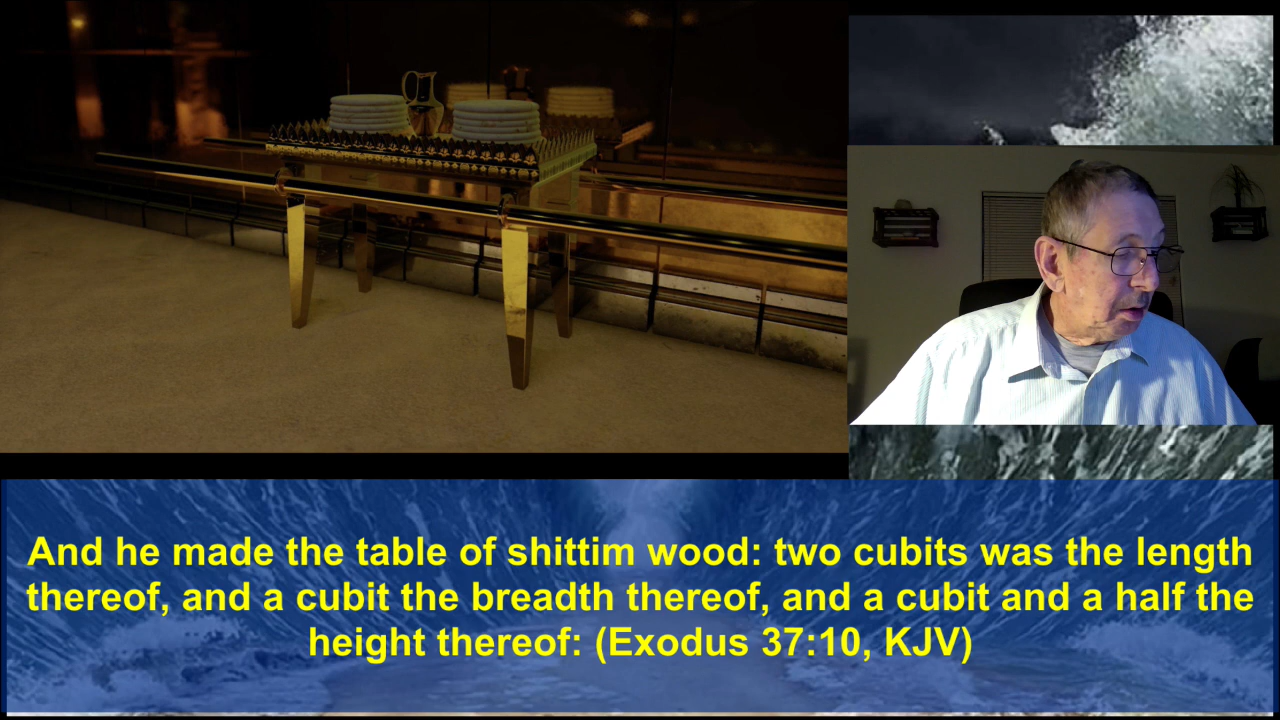 And he made the table of shittim wood: two cubits was the length
thereof, and a cubit the breadth thereof, and a cubit and a half the
height thereof: (Exodus 37:10, KJV)